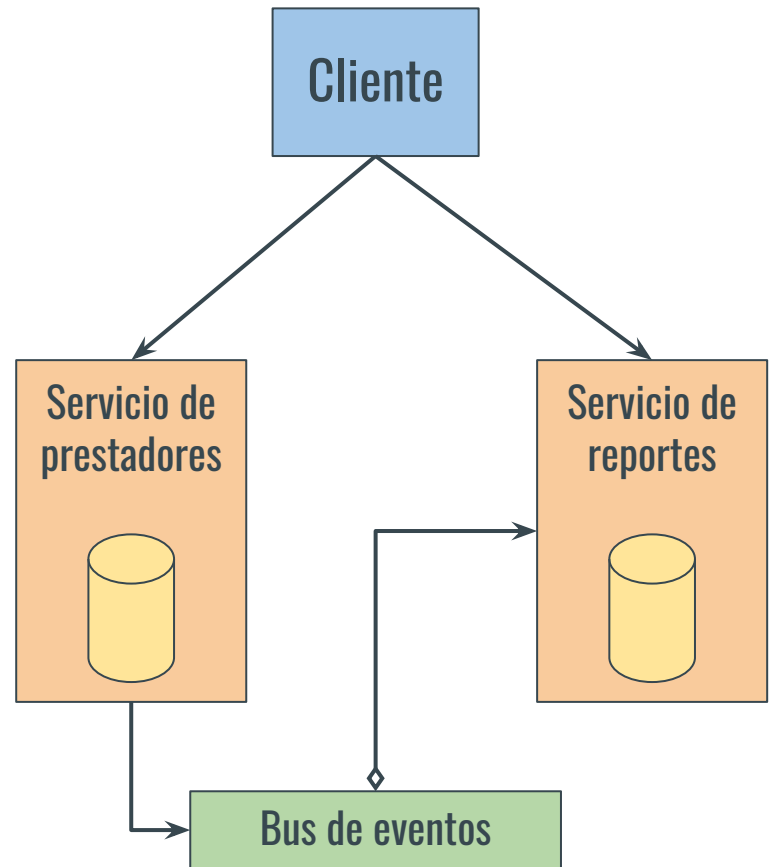 Cliente
Servicio de
prestadores
Servicio de
reportes
Bus de eventos